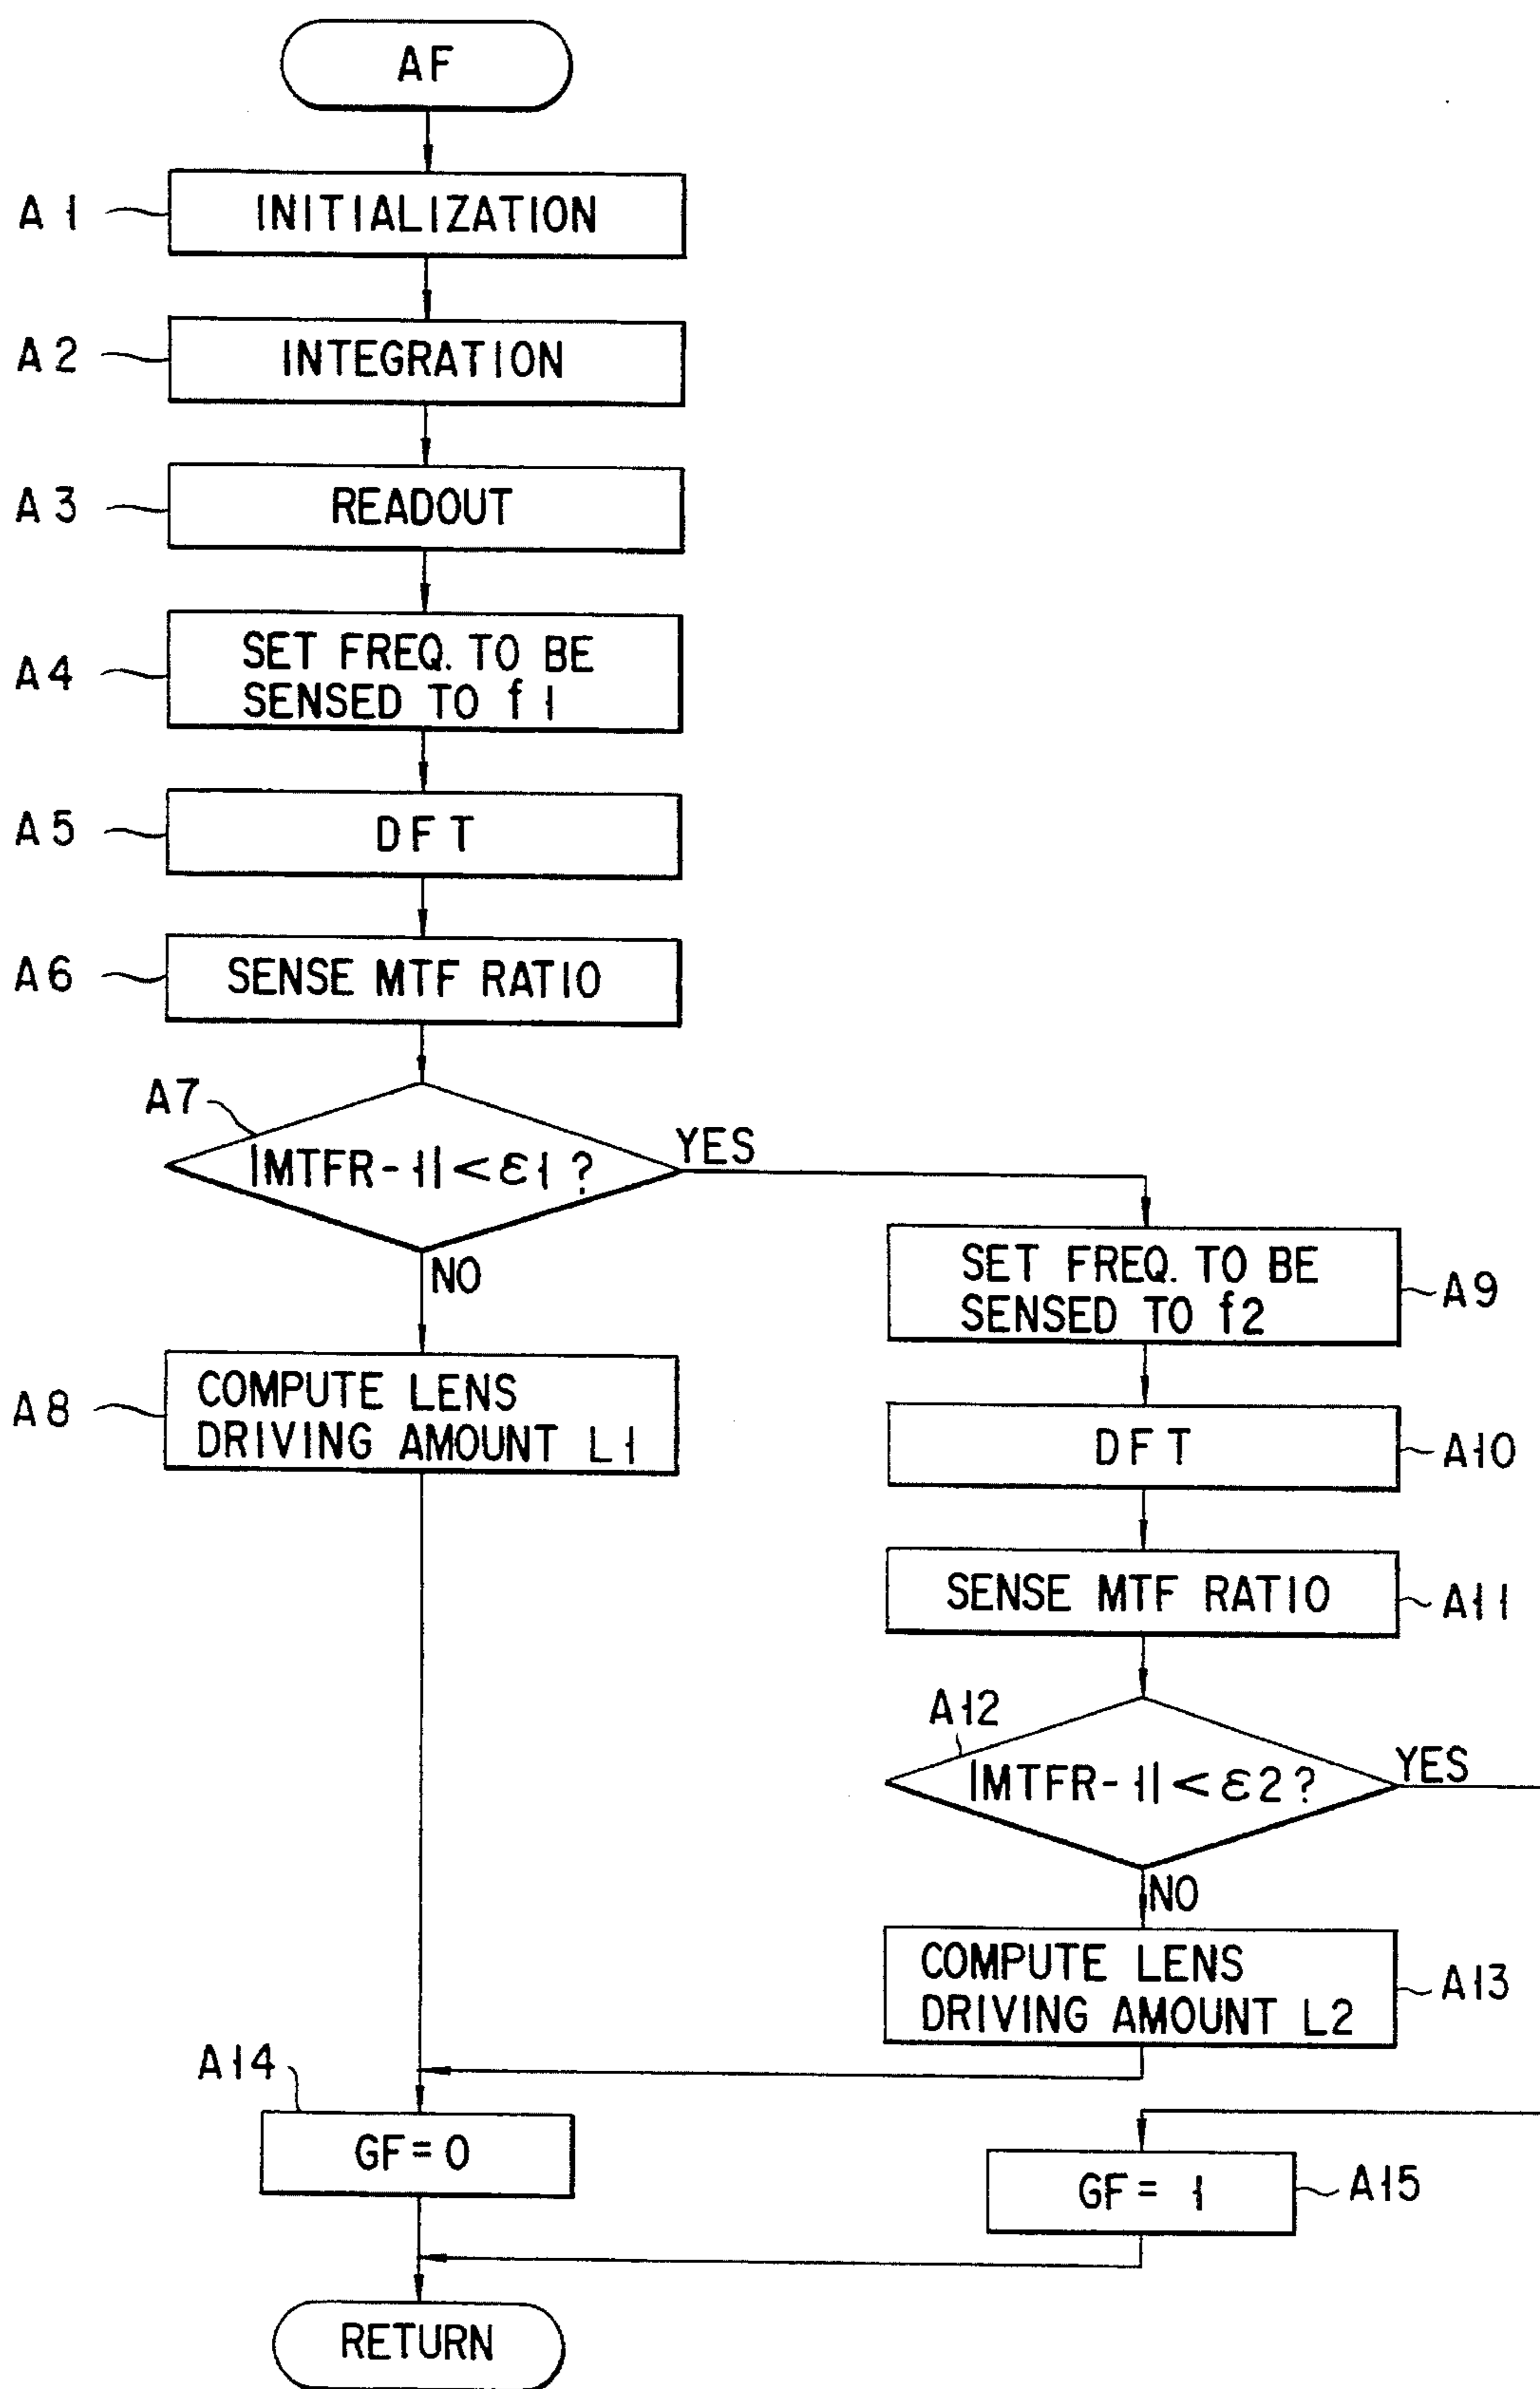 AF
A1
INITIALIZATION
A2
INTEGRATION
A3
READOUT
A4
SET FREQ. TO BE
SENSED TO f1
A5
DFT
A6
SENSE MTF RATIO
A7
|MTFR-1|<ε1?
YES
NO
A8
COMPUTE LENS
DRIVING AMOUNT L1
SET FREQ. TO BE
SENSED TO f2
A9
DFT
A10
SENSE MTF RATIO
A11
A12
|MTFR-1|<ε2?
YES
NO
COMPUTE LENS
DRIVING AMOUNT L2
A13
A14
GF=0
GF=1
A15
RETURN